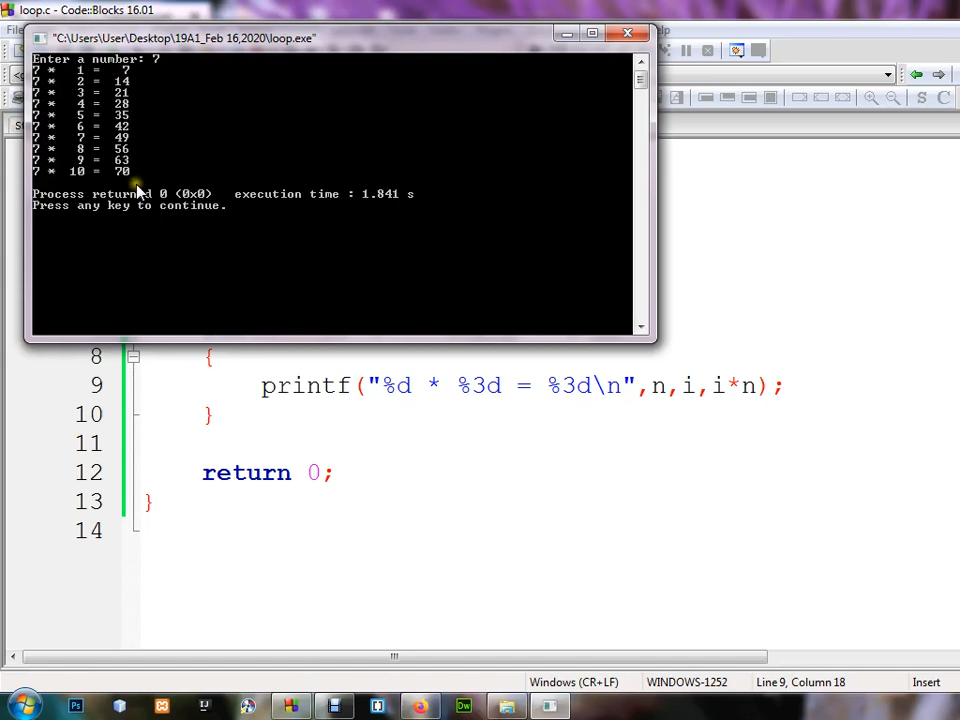 loop.c - Code::Blocks 16.01
"C:\Users\User\Desktop\19A1_Feb 16,2020\loop.exe"
Enter a number: 7
7 *   1 =   7
7 *   2 =  14
7 *   3 =  21
7 *   4 =  28
7 *   5 =  35
7 *   6 =  42
7 *   7 =  49
7 *   8 =  56
7 *   9 =  63
7 *  10 =  70
Process returned 0 (0x0)   execution time : 1.841 s
Press any key to continue.
8 {
9 printf("%d * %3d = %3d\n",n,i,i*n);
10 }
11
12 return 0;
13 }
14
Windows (CR+LF) WINDOWS-1252 Line 9, Column 18 Insert
Ps IJ Dw